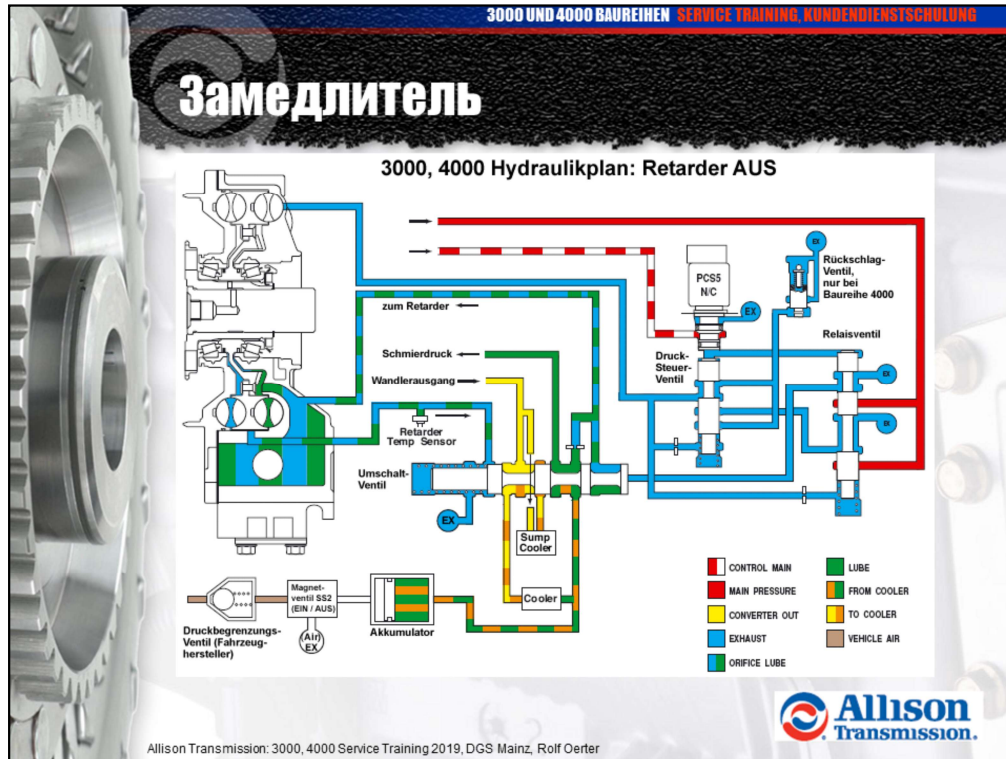 3000 UND 4000 BAUREIHEN SERVICE TRAINING, KUNDENDIENSTSCHULUNG
Замедлитель
3000, 4000 Hydraulikplan: Retarder AUS
EX
PCS5
N/C
Rückschlag-
Ventil,
nur bei
Baureihe 4000
EX
zum Retarder
Relaisventil
Schmierdruck
Druck-
Steuer-
Ventil
Wandlerausgang
EX
EX
Retarder
Temp Sensor
Umschalt-
Ventil
EX
Sump
Cooler
Magnet-
ventil SS2
(EIN / AUS)
Cooler
Druckbegrenzungs-
Ventil (Fahrzeug-
hersteller)
Akkumulator
Air
EX
CONTROL MAIN
MAIN PRESSURE
CONVERTER OUT
EXHAUST
ORIFICE LUBE
LUBE
FROM COOLER
TO COOLER
VEHICLE AIR
Allison
Transmission.
Allison Transmission: 3000, 4000 Service Training 2019, DGS Mainz, Rolf Oerter